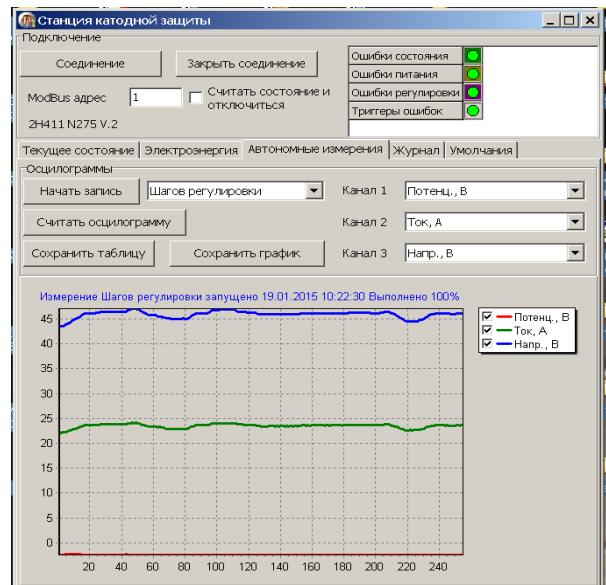 Станция катодной защиты
Подключение
Соединение
Закрыть соединение
ModBus адрес
1
Считать состояние и
отключиться
2Н411 N275 V.2
Ошибки состояния
Ошибки питания
Ошибки регулировки
Триггеры ошибок
Текущее состояние
Электроэнергия
Автономные измерения
Журнал
Умолчания
Осцилограммы
Начать запись
Шагов регулировки
Канал 1
Потенц., В
Считать осцилограмму
Канал 2
Ток, А
Сохранить таблицу
Сохранить график
Канал 3
Напр., В
Измерение Шагов регулировки запущено 19.01.2015 10:22:30 Выполнено 100%
Потенц., В
Ток, А
Напр., В
45
40
35
30
25
20
15
10
5
0
20 40 60 80 100 120 140 160 180 200 220 240